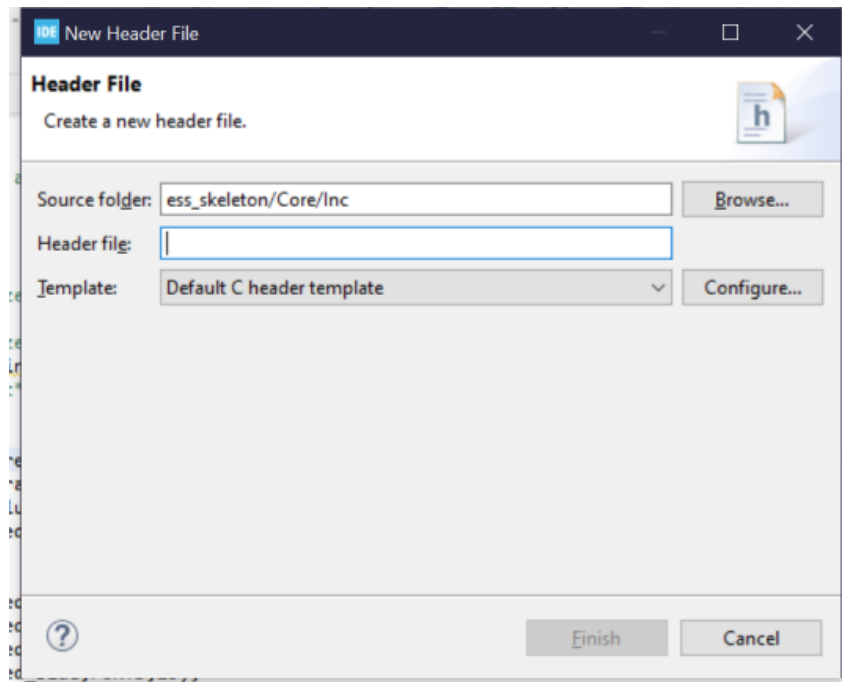 IDE New Header File
Header File
Create a new header file.
h
Source folder: ess_skeleton/Core/Inc Browse...
Header file:
Template: Default C header template Configure...
? Finish Cancel